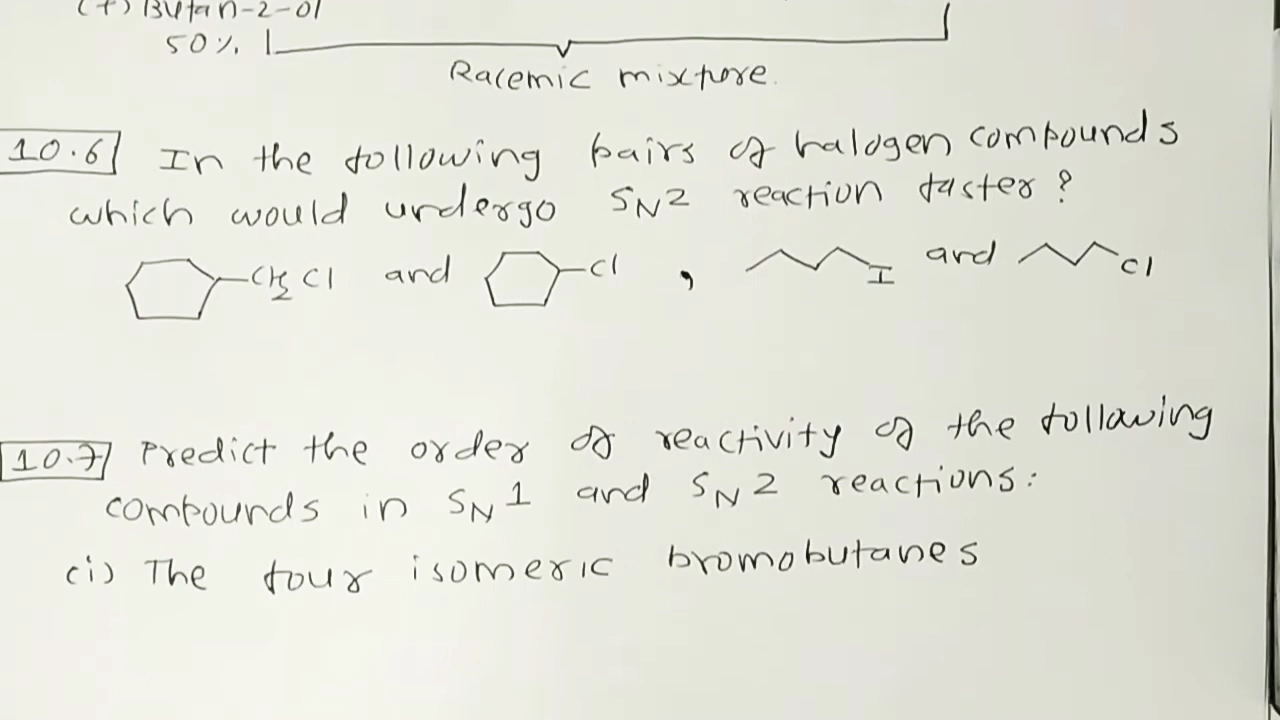 (+) Butan-2-ol
50%
Racemic mixture.
10.6 In the following pairs of halogen compounds
which would undergo SN2 reaction faster?
CH2Cl and Cl , I and Cl
10.7 Predict the order of reactivity of the following
compounds in SN1 and SN2 reactions:
(i) The four isomeric bromobutanes